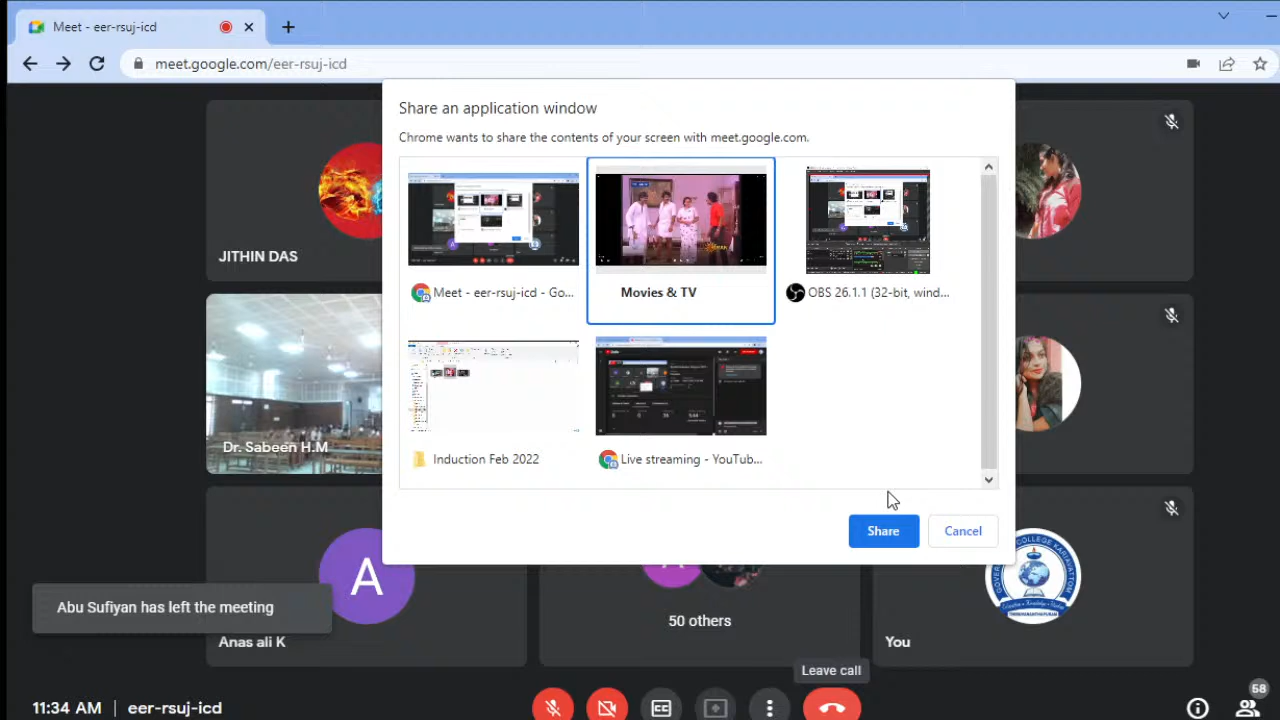 Meet - eer-rsuj-icd
meet.google.com/eer-rsuj-icd
Share an application window
Chrome wants to share the contents of your screen with meet.google.com.
Meet - eer-rsuj-icd - Go...
Movies & TV
OBS 26.1.1 (32-bit, wind...
Induction Feb 2022
Live streaming - YouTub...
Share
Cancel
JITHIN DAS
Dr. Sabeen H.M
A
Abu Sufiyan has left the meeting
Anas ali K
50 others
You
Leave call
11:34 AM | eer-rsuj-icd
CC
68